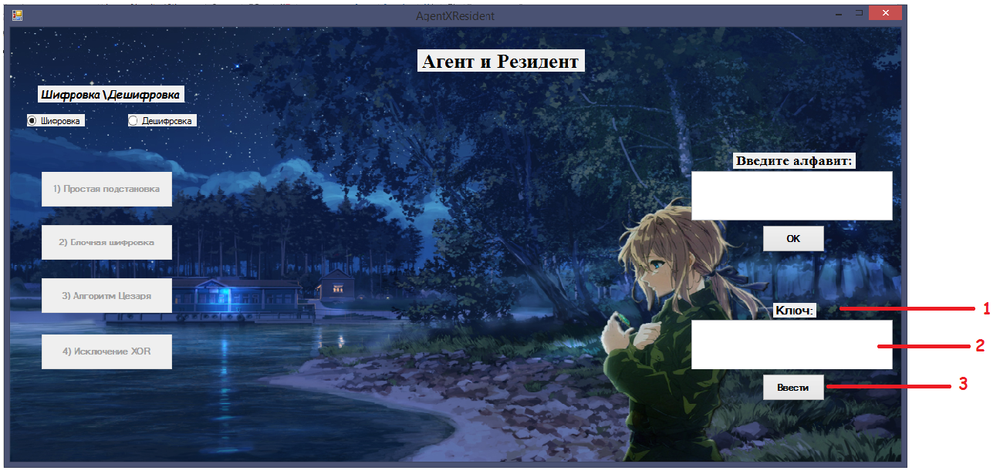 AgentXResident
Агент и Резидент
Шифровка\Дешифровка
Шифровка
Дешифровка
Введите алфавит:
1) Простая подстановка
OK
2) Блочная шифровка
3) Алгоритм Цезаря
Ключ:
1
4) Исключение XOR
2
Ввести
3